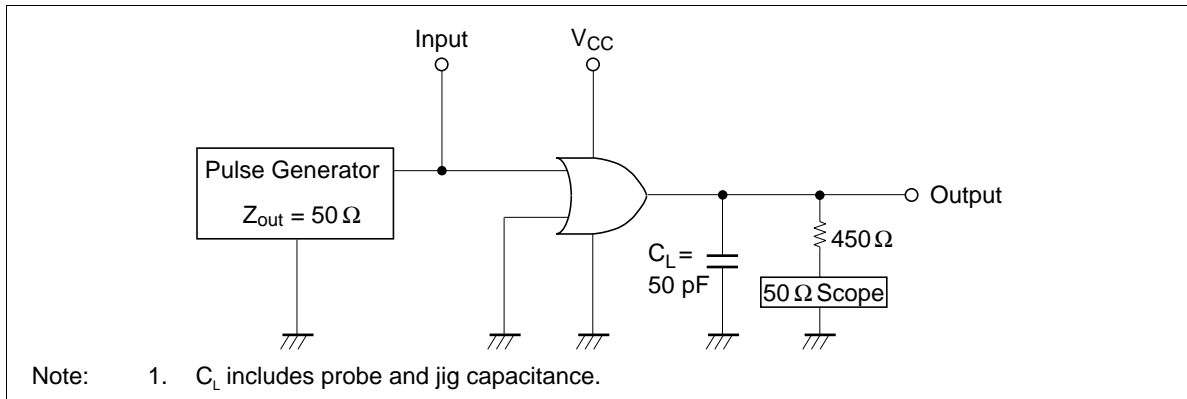 Input
VCC
Pulse Generator
Zout = 50 Ω
Output
450 Ω
CL =
50 pF
50 Ω Scope
Note: 1. CL includes probe and jig capacitance.